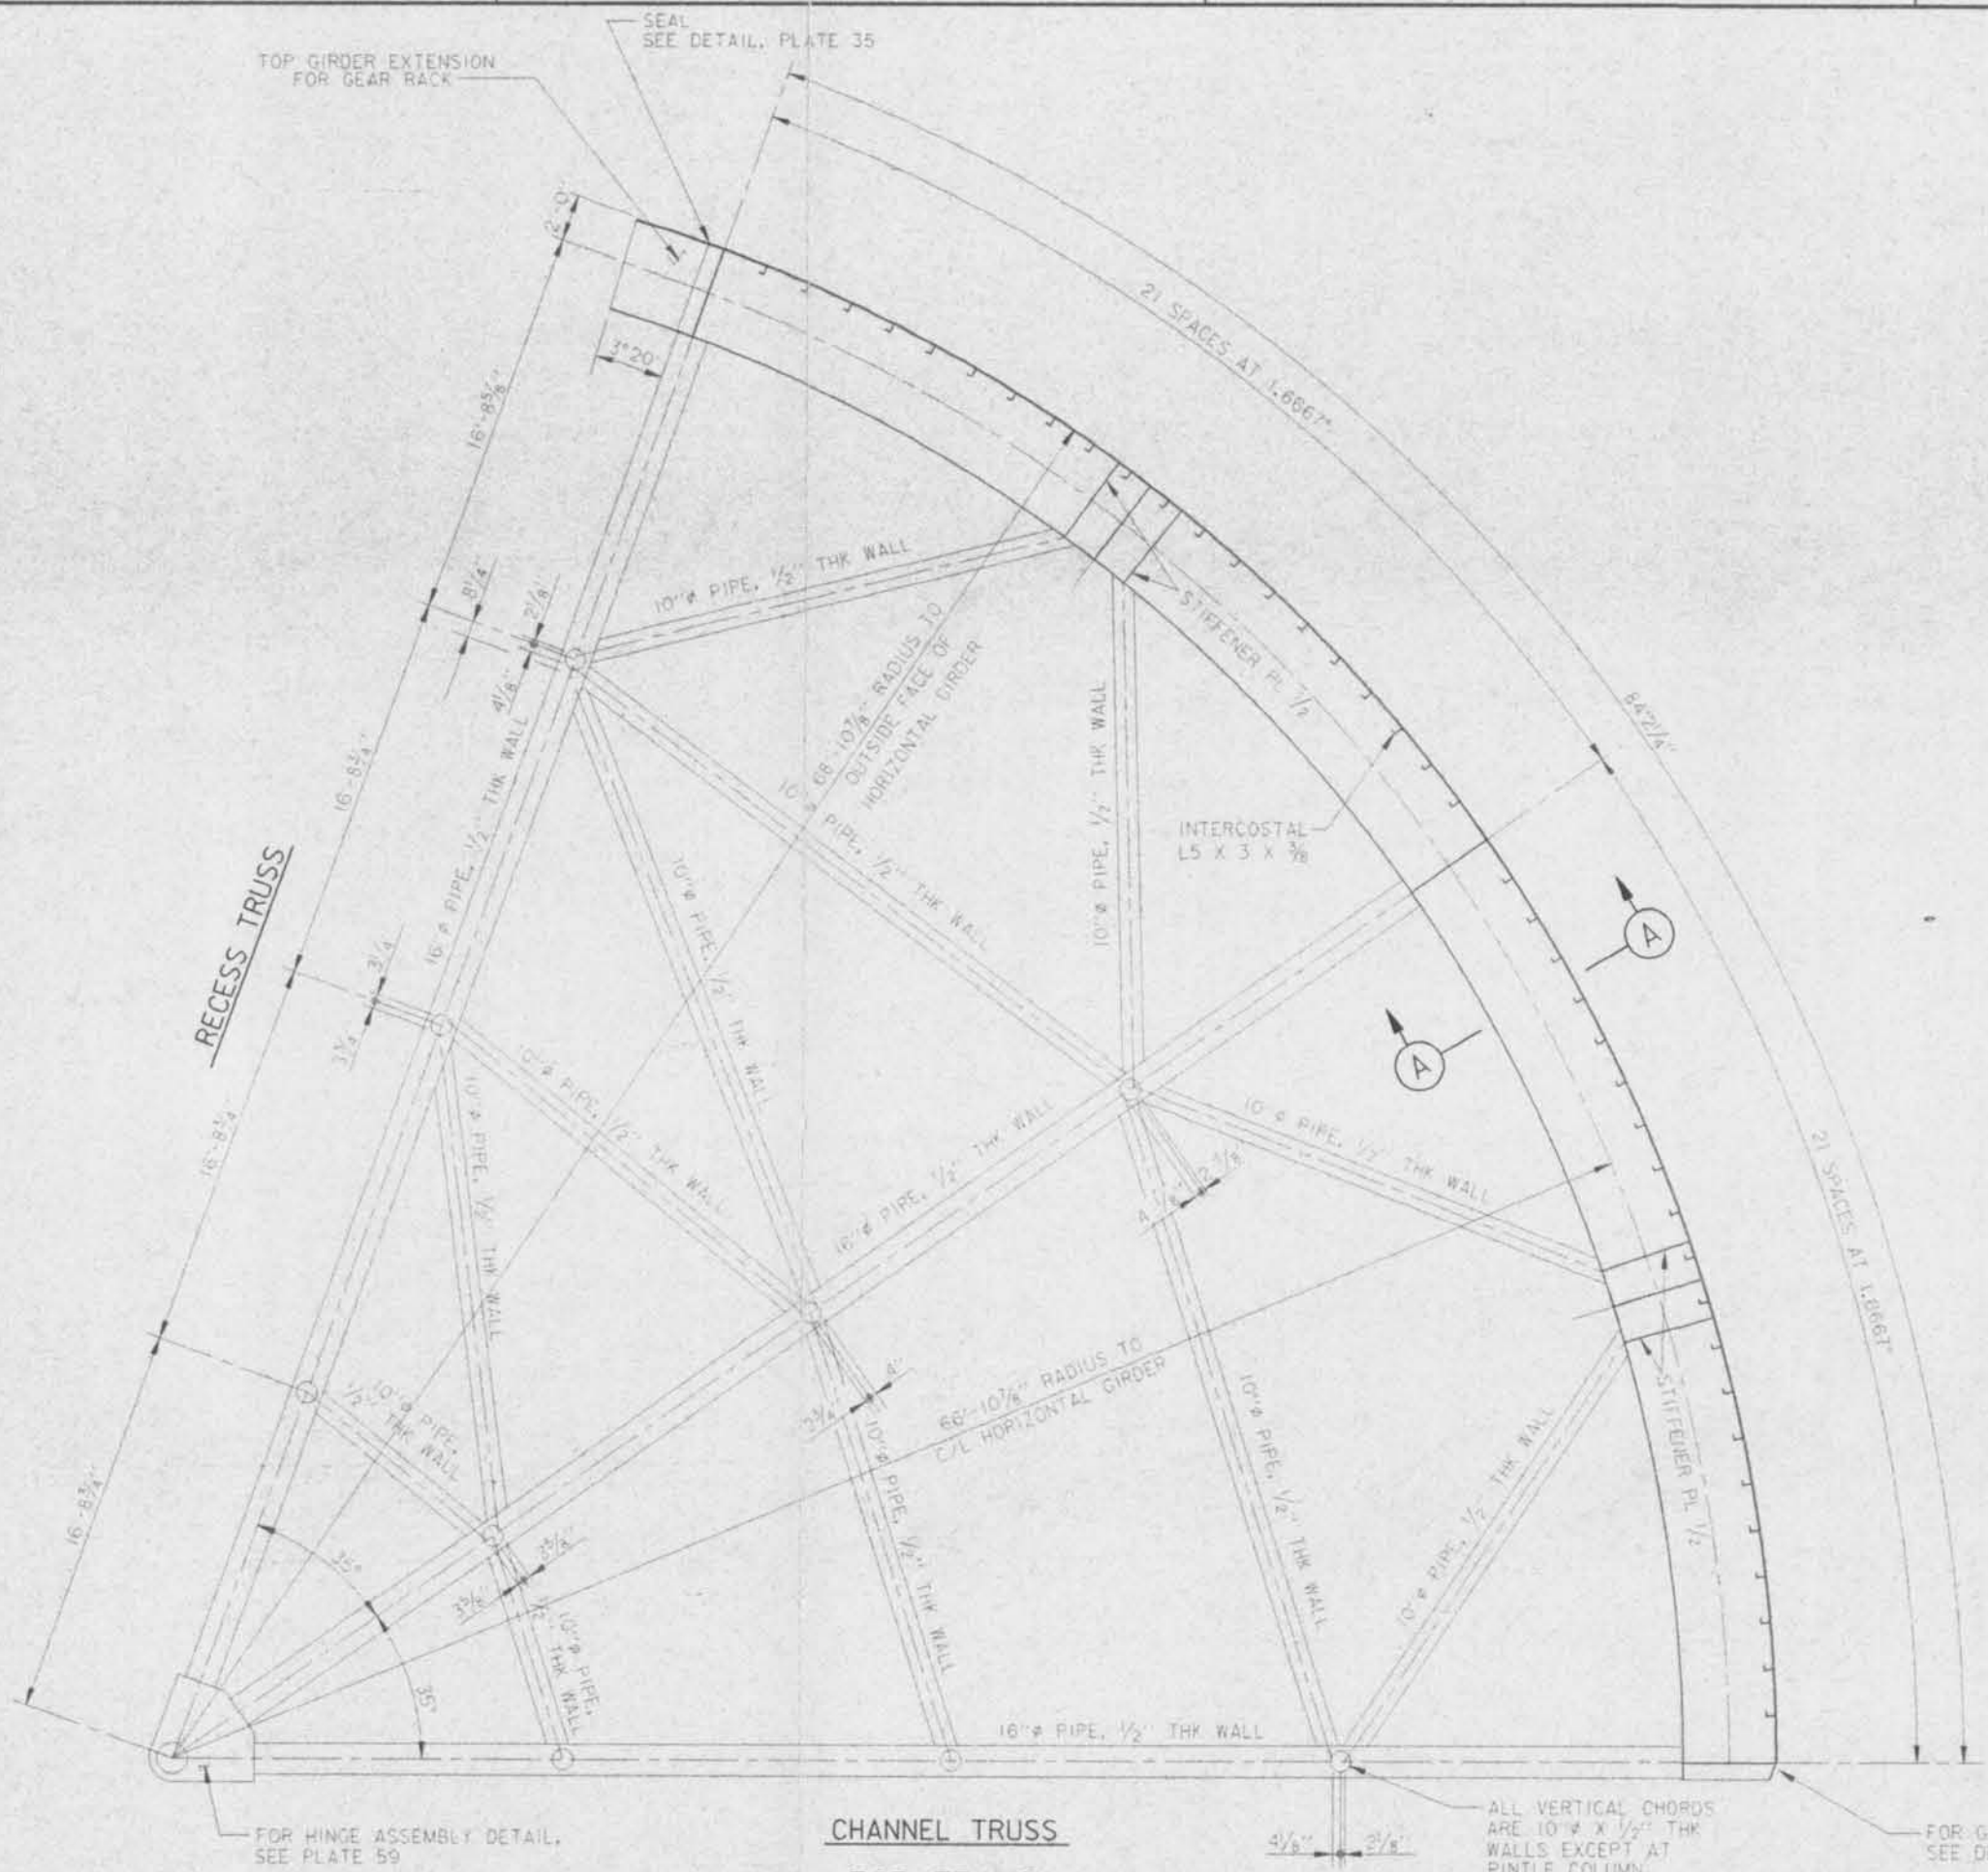 SEAL
SEE DETAIL, PLATE 35
TOP GIRDER EXTENSION
FOR GEAR RACK
2'-0"
3°20'
16'-8⅝"
21 SPACES AT 1.6667°
8¼"
2⅛"
4⅛"
10"⌀ PIPE, ½" THK WALL
68'-10⅞" RADIUS TO
OUTSIDE FACE OF
HORIZONTAL GIRDER
STIFFENER PL ½
84'2¼"
16'-8¾"
16"⌀ PIPE, ½" THK WALL
10"⌀ PIPE, ½" THK WALL
10"⌀ PIPE, ½" THK WALL
10"⌀ PIPE, ½" THK WALL
INTERCOSTAL
L5 X 3 X ⅜
RECESS TRUSS
A
A
3¼"
3¾"
10"⌀ PIPE, ½" THK WALL
10"⌀ PIPE, ½" THK WALL
16'-8¾"
16"⌀ PIPE, ½" THK WALL
10"⌀ PIPE, ½" THK WALL
2⅛"
21 SPACES AT 1.6667°
10"⌀ PIPE,
½" THK WALL
4"
66'-10⅞" RADIUS TO
C/L HORIZONTAL GIRDER
10"⌀ PIPE, ½" THK WALL
10"⌀ PIPE, ½" THK WALL
10"⌀ PIPE, ½" THK WALL
STIFFENER PL ½
16'-8¾"
35°
35°
10"⌀ PIPE,
½" THK WALL
16"⌀ PIPE, ½" THK WALL
FOR HINGE ASSEMBLY DETAIL,
SEE PLATE 59
CHANNEL TRUSS
4⅛"
2⅛"
ALL VERTICAL CHORDS
ARE 10"⌀ X ½" THK
WALLS EXCEPT AT
PINTLE COLUMN
FOR G
SEE